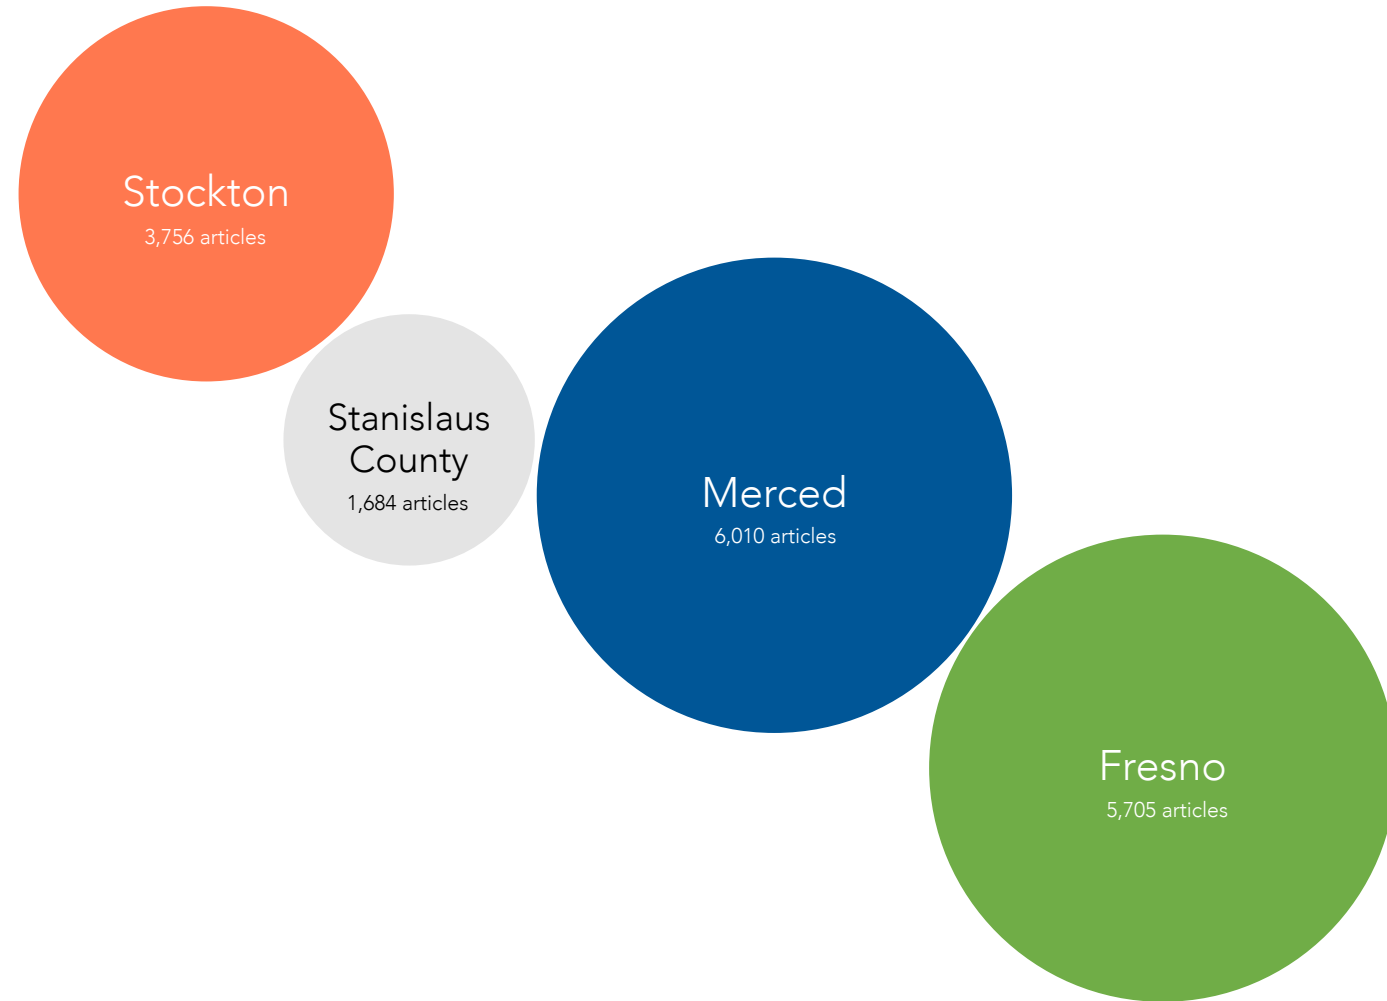 Stockton
3,756 articles
Stanislaus
County
1,684 articles
Merced
6,010 articles
Fresno
5,705 articles